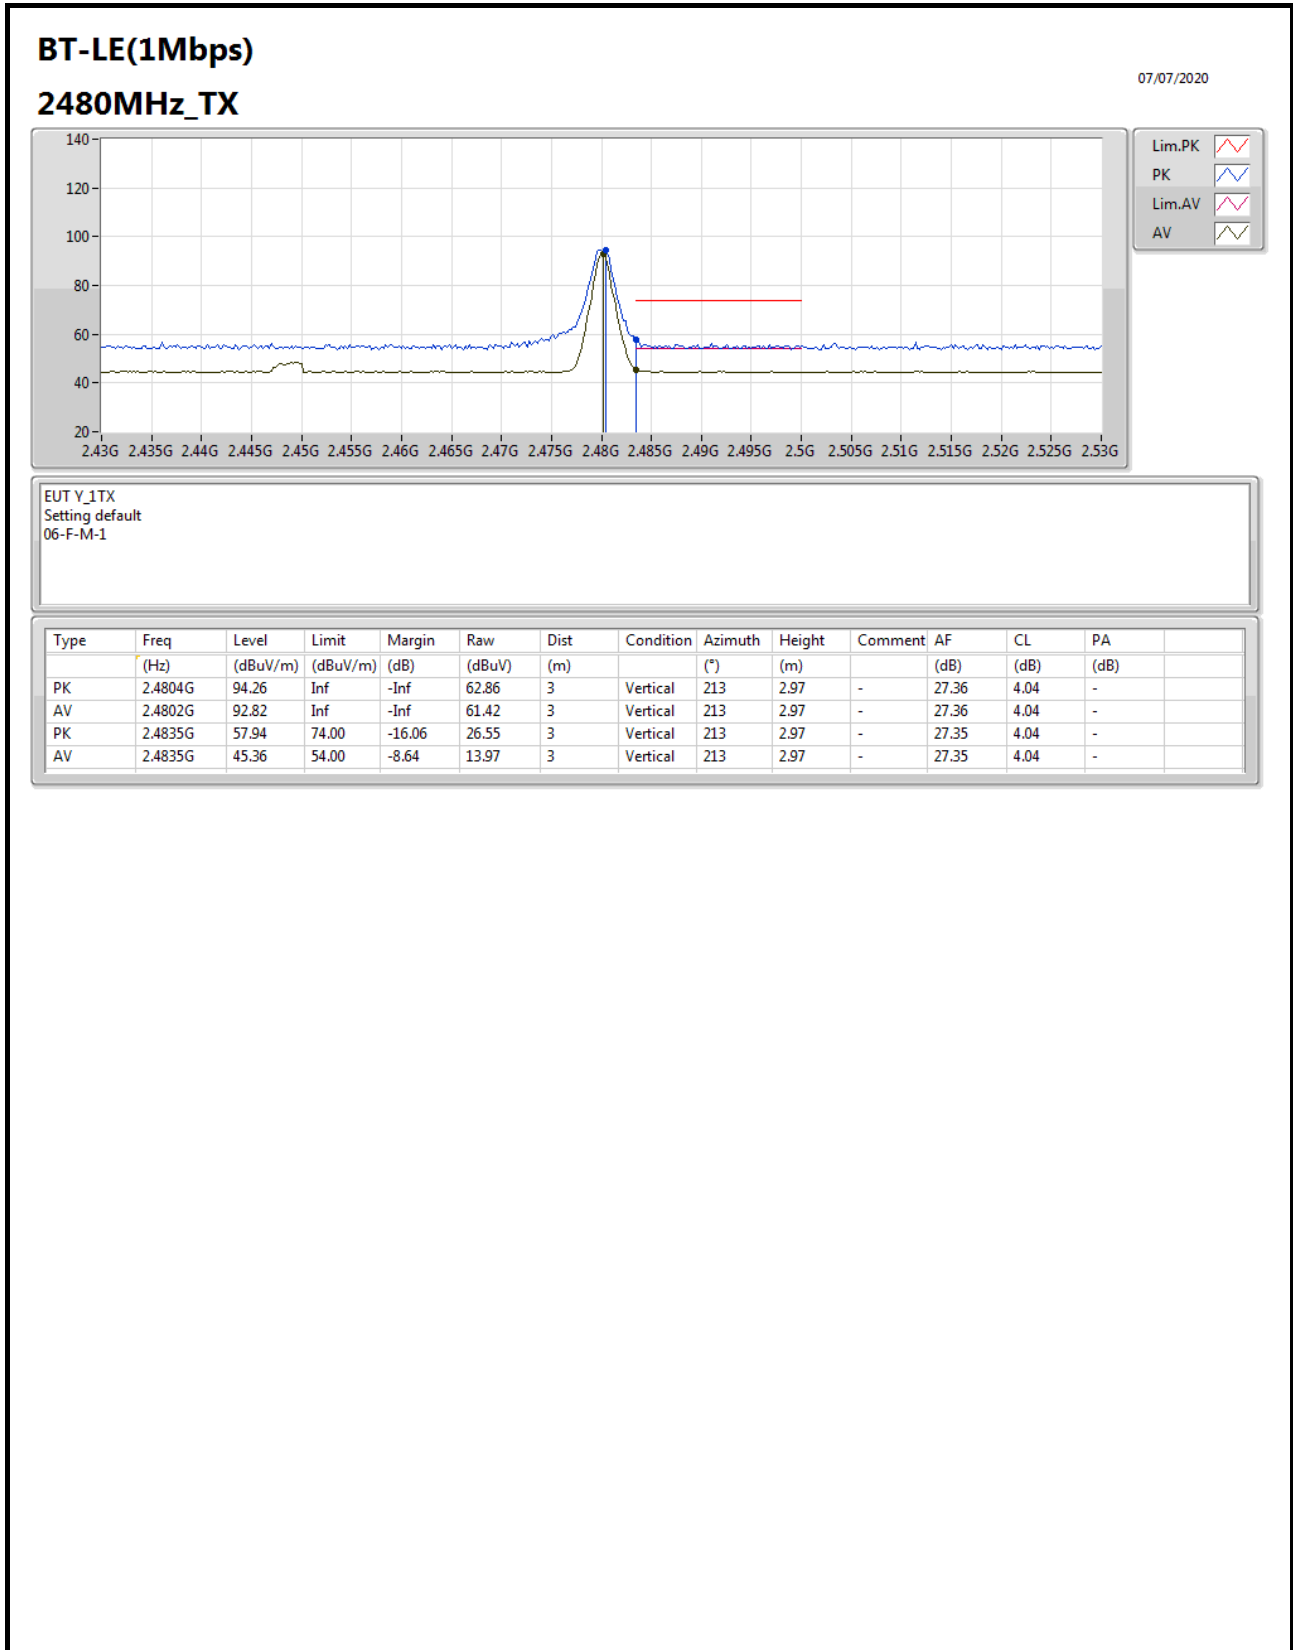 BT-LE(1Mbps)
07/07/2020
2480MHz_TX
140
120
100
80
60
40
20
2.43G 2.435G 2.44G 2.445G 2.45G 2.455G 2.46G 2.465G 2.47G 2.475G 2.48G 2.485G 2.49G 2.495G 2.5G 2.505G 2.51G 2.515G 2.52G 2.525G 2.53G
Lim.PK
PK
Lim.AV
AV
EUT Y_1TX
Setting default
06-F-M-1
Type Freq Level Limit Margin Raw Dist Condition Azimuth Height Comment AF CL PA
(Hz) (dBuV/m) (dBuV/m) (dB) (dBuV) (m) (°) (m) (dB) (dB) (dB)
PK 2.4804G 94.26 Inf -Inf 62.86 3 Vertical 213 2.97 - 27.36 4.04 -
AV 2.4802G 92.82 Inf -Inf 61.42 3 Vertical 213 2.97 - 27.36 4.04 -
PK 2.4835G 57.94 74.00 -16.06 26.55 3 Vertical 213 2.97 - 27.35 4.04 -
AV 2.4835G 45.36 54.00 -8.64 13.97 3 Vertical 213 2.97 - 27.35 4.04 -